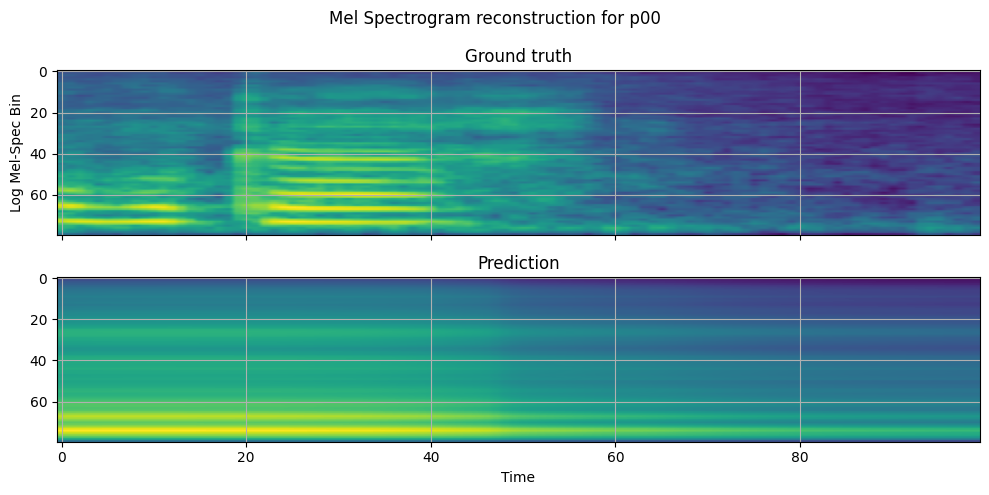 Mel Spectrogram reconstruction for p00
Ground truth
Log Mel-Spec Bin
0
20
40
60
Prediction
0
20
40
60
0 20 40 60 80
Time